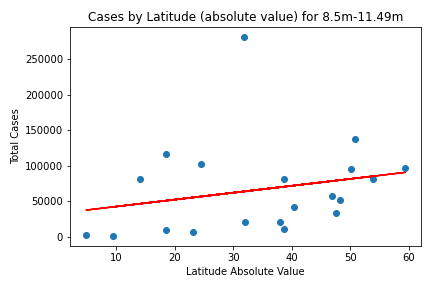 Cases by Latitude (absolute value) for 8.5m-11.49m
250000
200000
150000
100000
50000
0
Total Cases
10 20 30 40 50 60
Latitude Absolute Value